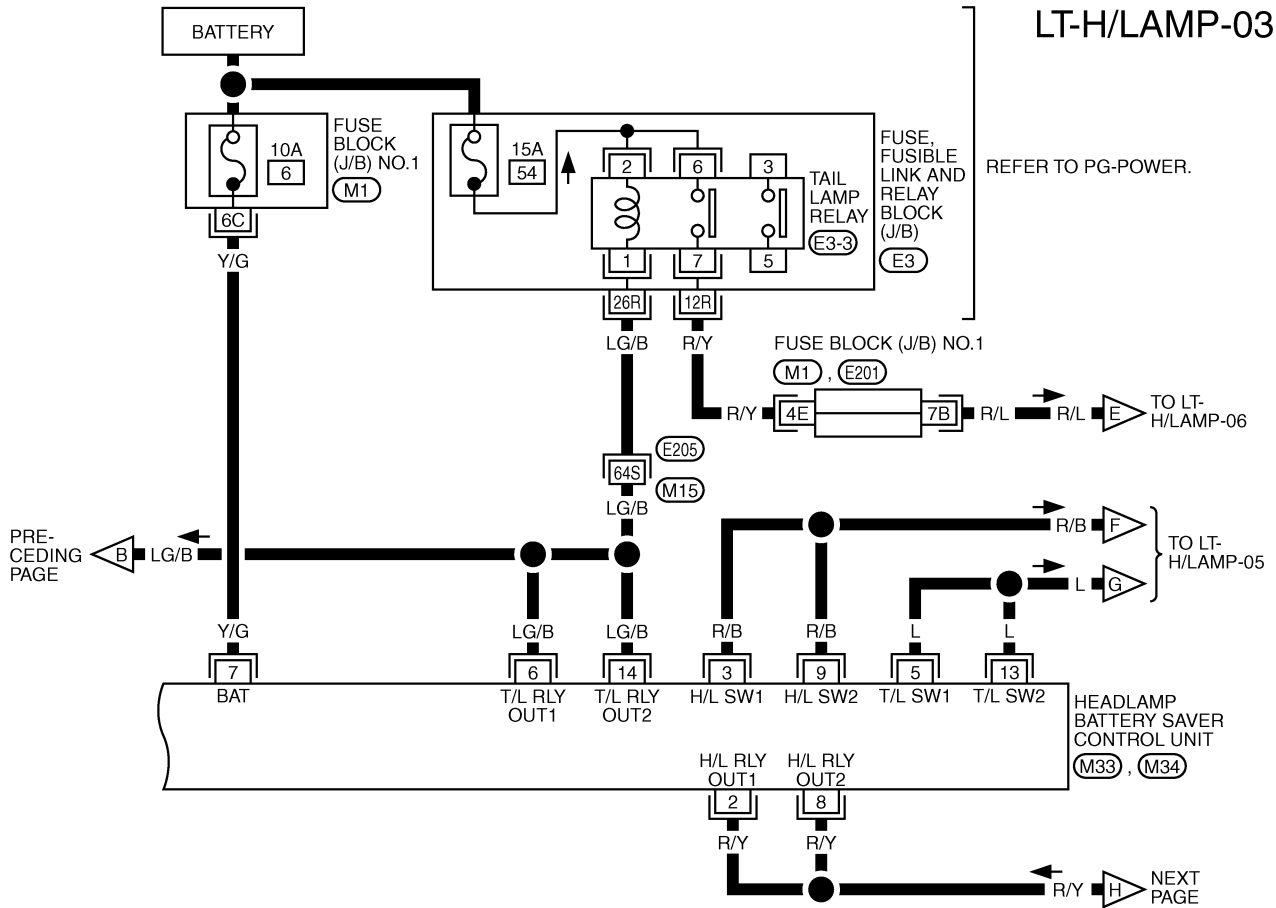 LT-H/LAMP-03
BATTERY
FUSE
BLOCK
(J/B) NO.1
M1
10A
6
6C
Y/G
15A
54
2
6
3
1
7
5
TAIL
LAMP
RELAY
E3-3
FUSE,
FUSIBLE
LINK AND
RELAY
BLOCK
(J/B)
E3
REFER TO PG-POWER.
26R
12R
LG/B
R/Y
FUSE BLOCK (J/B) NO.1
M1 , E201
R/Y
4E
7B
R/L
R/L
E
TO LT-
H/LAMP-06
E205
64S
M15
LG/B
PRE-
CEDING
PAGE
B
LG/B
R/B
F
L
G
TO LT-
H/LAMP-05
Y/G
LG/B
LG/B
R/B
R/B
L
L
7
6
14
3
9
5
13
BAT
T/L RLY
OUT1
T/L RLY
OUT2
H/L SW1
H/L SW2
T/L SW1
T/L SW2
HEADLAMP
BATTERY SAVER
CONTROL UNIT
M33 , M34
H/L RLY
OUT1
H/L RLY
OUT2
2
8
R/Y
R/Y
R/Y
H
NEXT
PAGE